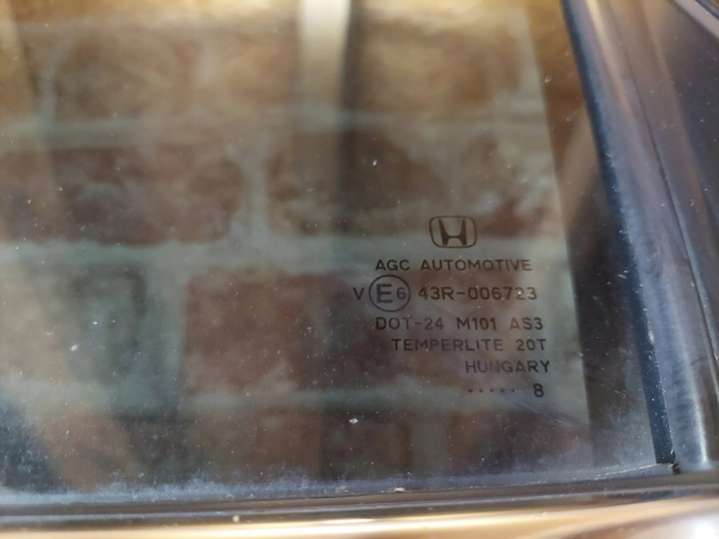 AGC AUTOMOTIVE
V E6 43R-006723
DOT-24 M101 AS3
TEMPERLITE 20T
HUNGARY
...... 8